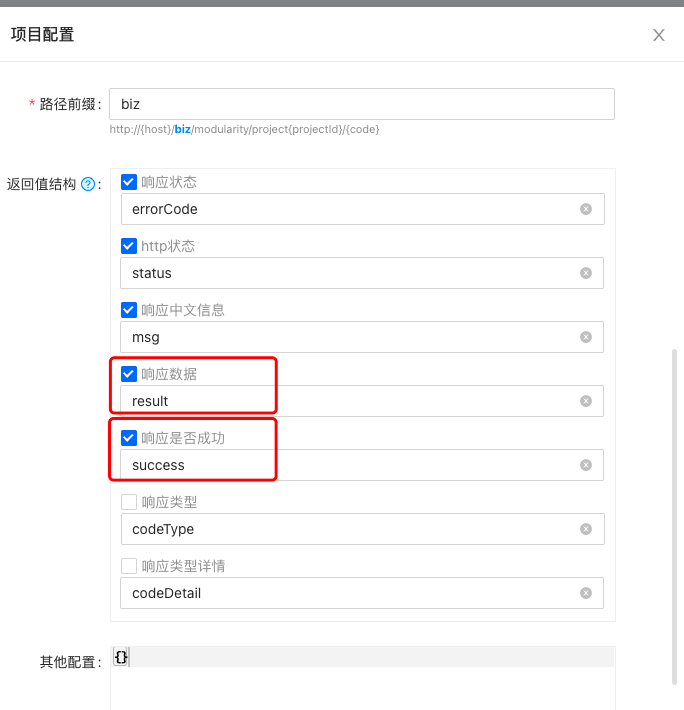 项目配置
* 路径前缀: biz
http://{host}/biz/modularity/project{projectId}/{code}
返回值结构 ? :
响应状态
errorCode
http状态
status
响应中文信息
msg
响应数据
result
响应是否成功
success
响应类型
codeType
响应类型详情
codeDetail
其他配置: {}